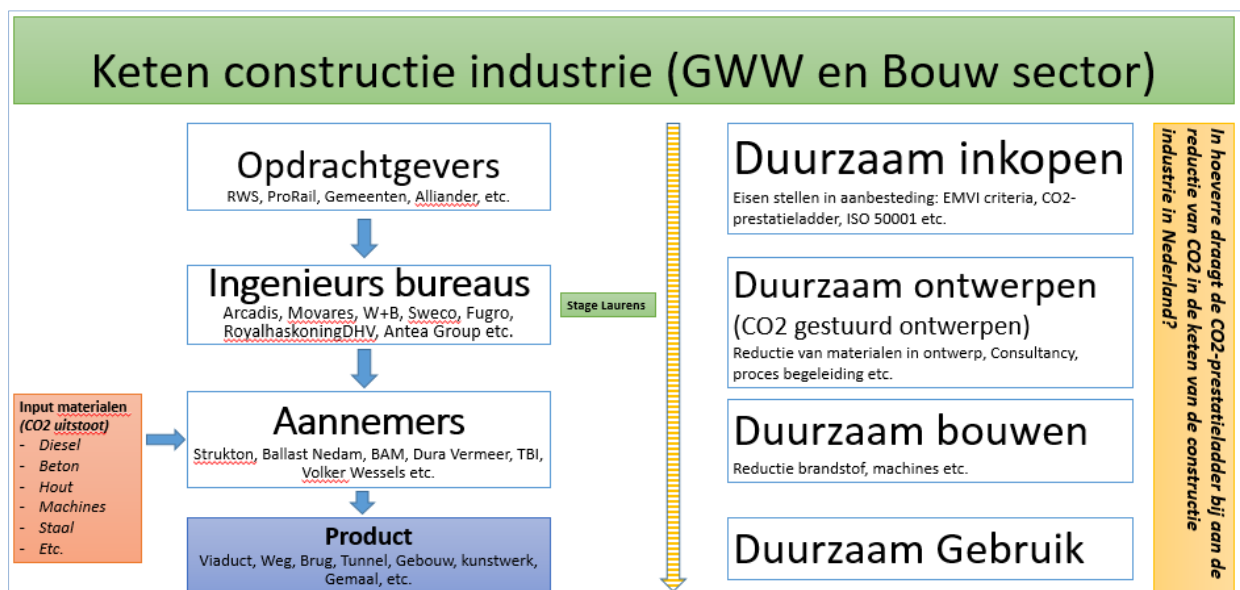 Keten constructie industrie (GWW en Bouw sector)
Opdrachtgevers
RWS, ProRail, Gemeenten, Alliander, etc.
Ingenieurs bureaus
Arcadis, Movares, W+B, Sweco, Fugro,
RoyalhaskoningDHV, Antea Group etc.
Stage Laurens
Input materialen
(CO2 uitstoot)
- Diesel
- Beton
- Hout
- Machines
- Staal
- Etc.
Aannemers
Strukton, Ballast Nedam, BAM, Dura Vermeer, TBI,
Volker Wessels etc.
Product
Viaduct, Weg, Brug, Tunnel, Gebouw, kunstwerk,
Gemaal, etc.
Duurzaam inkopen
Eisen stellen in aanbesteding: EMVI criteria, CO2-
prestatieladder, ISO 50001 etc.
Duurzaam ontwerpen
(CO2 gestuurd ontwerpen)
Reductie van materialen in ontwerp, Consultancy,
proces begeleiding etc.
Duurzaam bouwen
Reductie brandstof, machines etc.
Duurzaam Gebruik
In hoeverre draagt de CO2-prestatieladder bij aan de
reductie van CO2 in de keten van de constructie
industrie in Nederland?